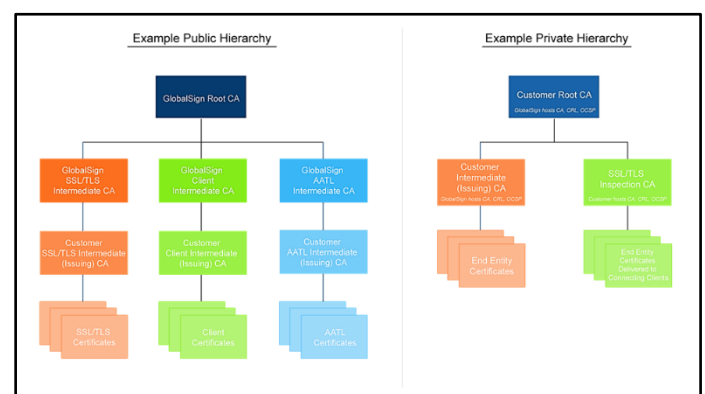 Example Public Hierarchy
GlobalSign Root CA
GlobalSign
SSL/TLS
Intermediate CA
GlobalSign
Client
Intermediate CA
GlobalSign
AATL
Intermediate CA
Customer
SSL/TLS Intermediate
(Issuing) CA
Customer
Client Intermediate
(Issuing) CA
Customer
AATL Intermediate
(Issuing) CA
SSL/TLS
Certificates
Client
Certificates
AATL
Certificates
Example Private Hierarchy
Customer Root CA
GlobalSign hosts CA, CRL, OCSP
Customer
Intermediate
(Issuing) CA
GlobalSign hosts CA, CRL, OCSP
SSL/TLS
Inspection CA
Customer hosts CA, CRL, OCSP
End Entity
Certificates
End Entity
Certificates
Delivered to
Connecting Clients